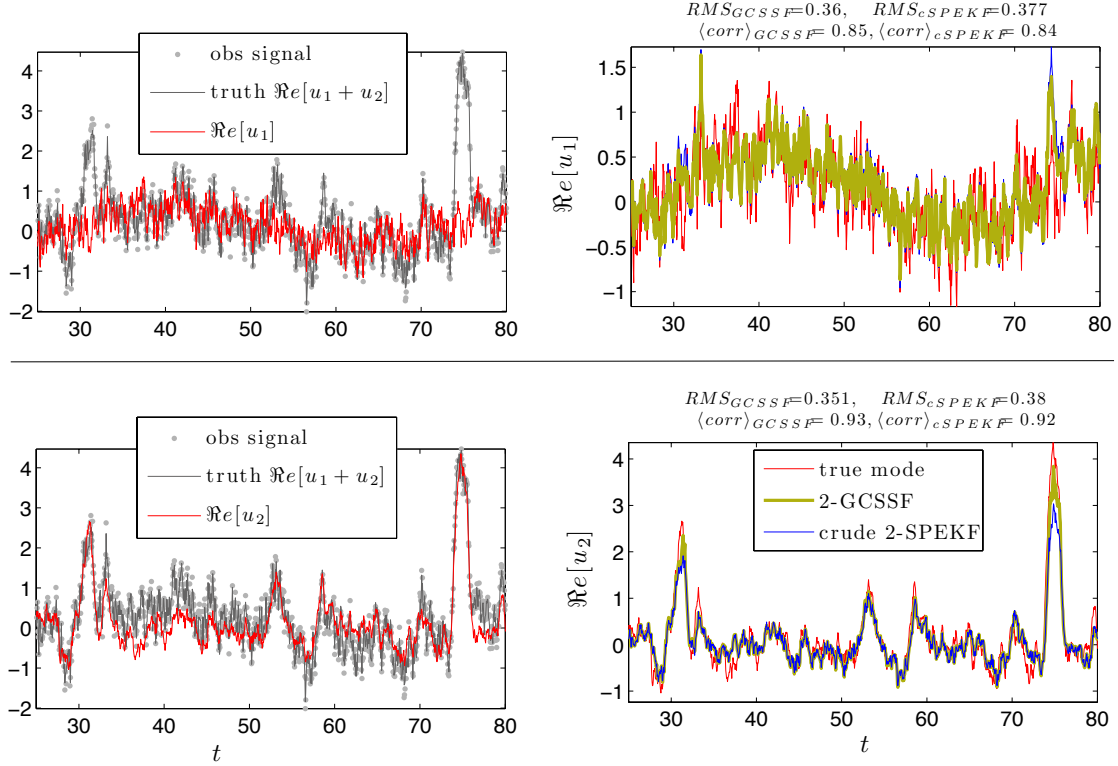 obs signal
truth ℜe[u₁ + u₂]
ℜe[u₁]
4
3
2
1
0
−1
−2
30 40 50 60 70 80
RMS_GCSSF=0.36, RMS_cSPEKF=0.377
⟨corr⟩_GCSSF= 0.85, ⟨corr⟩_cSPEKF= 0.84
ℜe[u₁]
1.5
1
0.5
0
−0.5
−1
30 40 50 60 70 80
t
obs signal
truth ℜe[u₁ + u₂]
ℜe[u₂]
4
3
2
1
0
−1
−2
30 40 50 60 70 80
t
RMS_GCSSF=0.351, RMS_cSPEKF=0.38
⟨corr⟩_GCSSF= 0.93, ⟨corr⟩_cSPEKF= 0.92
true mode
2-GCSSF
crude 2-SPEKF
ℜe[u₂]
4
3
2
1
0
−1
30 40 50 60 70 80
t